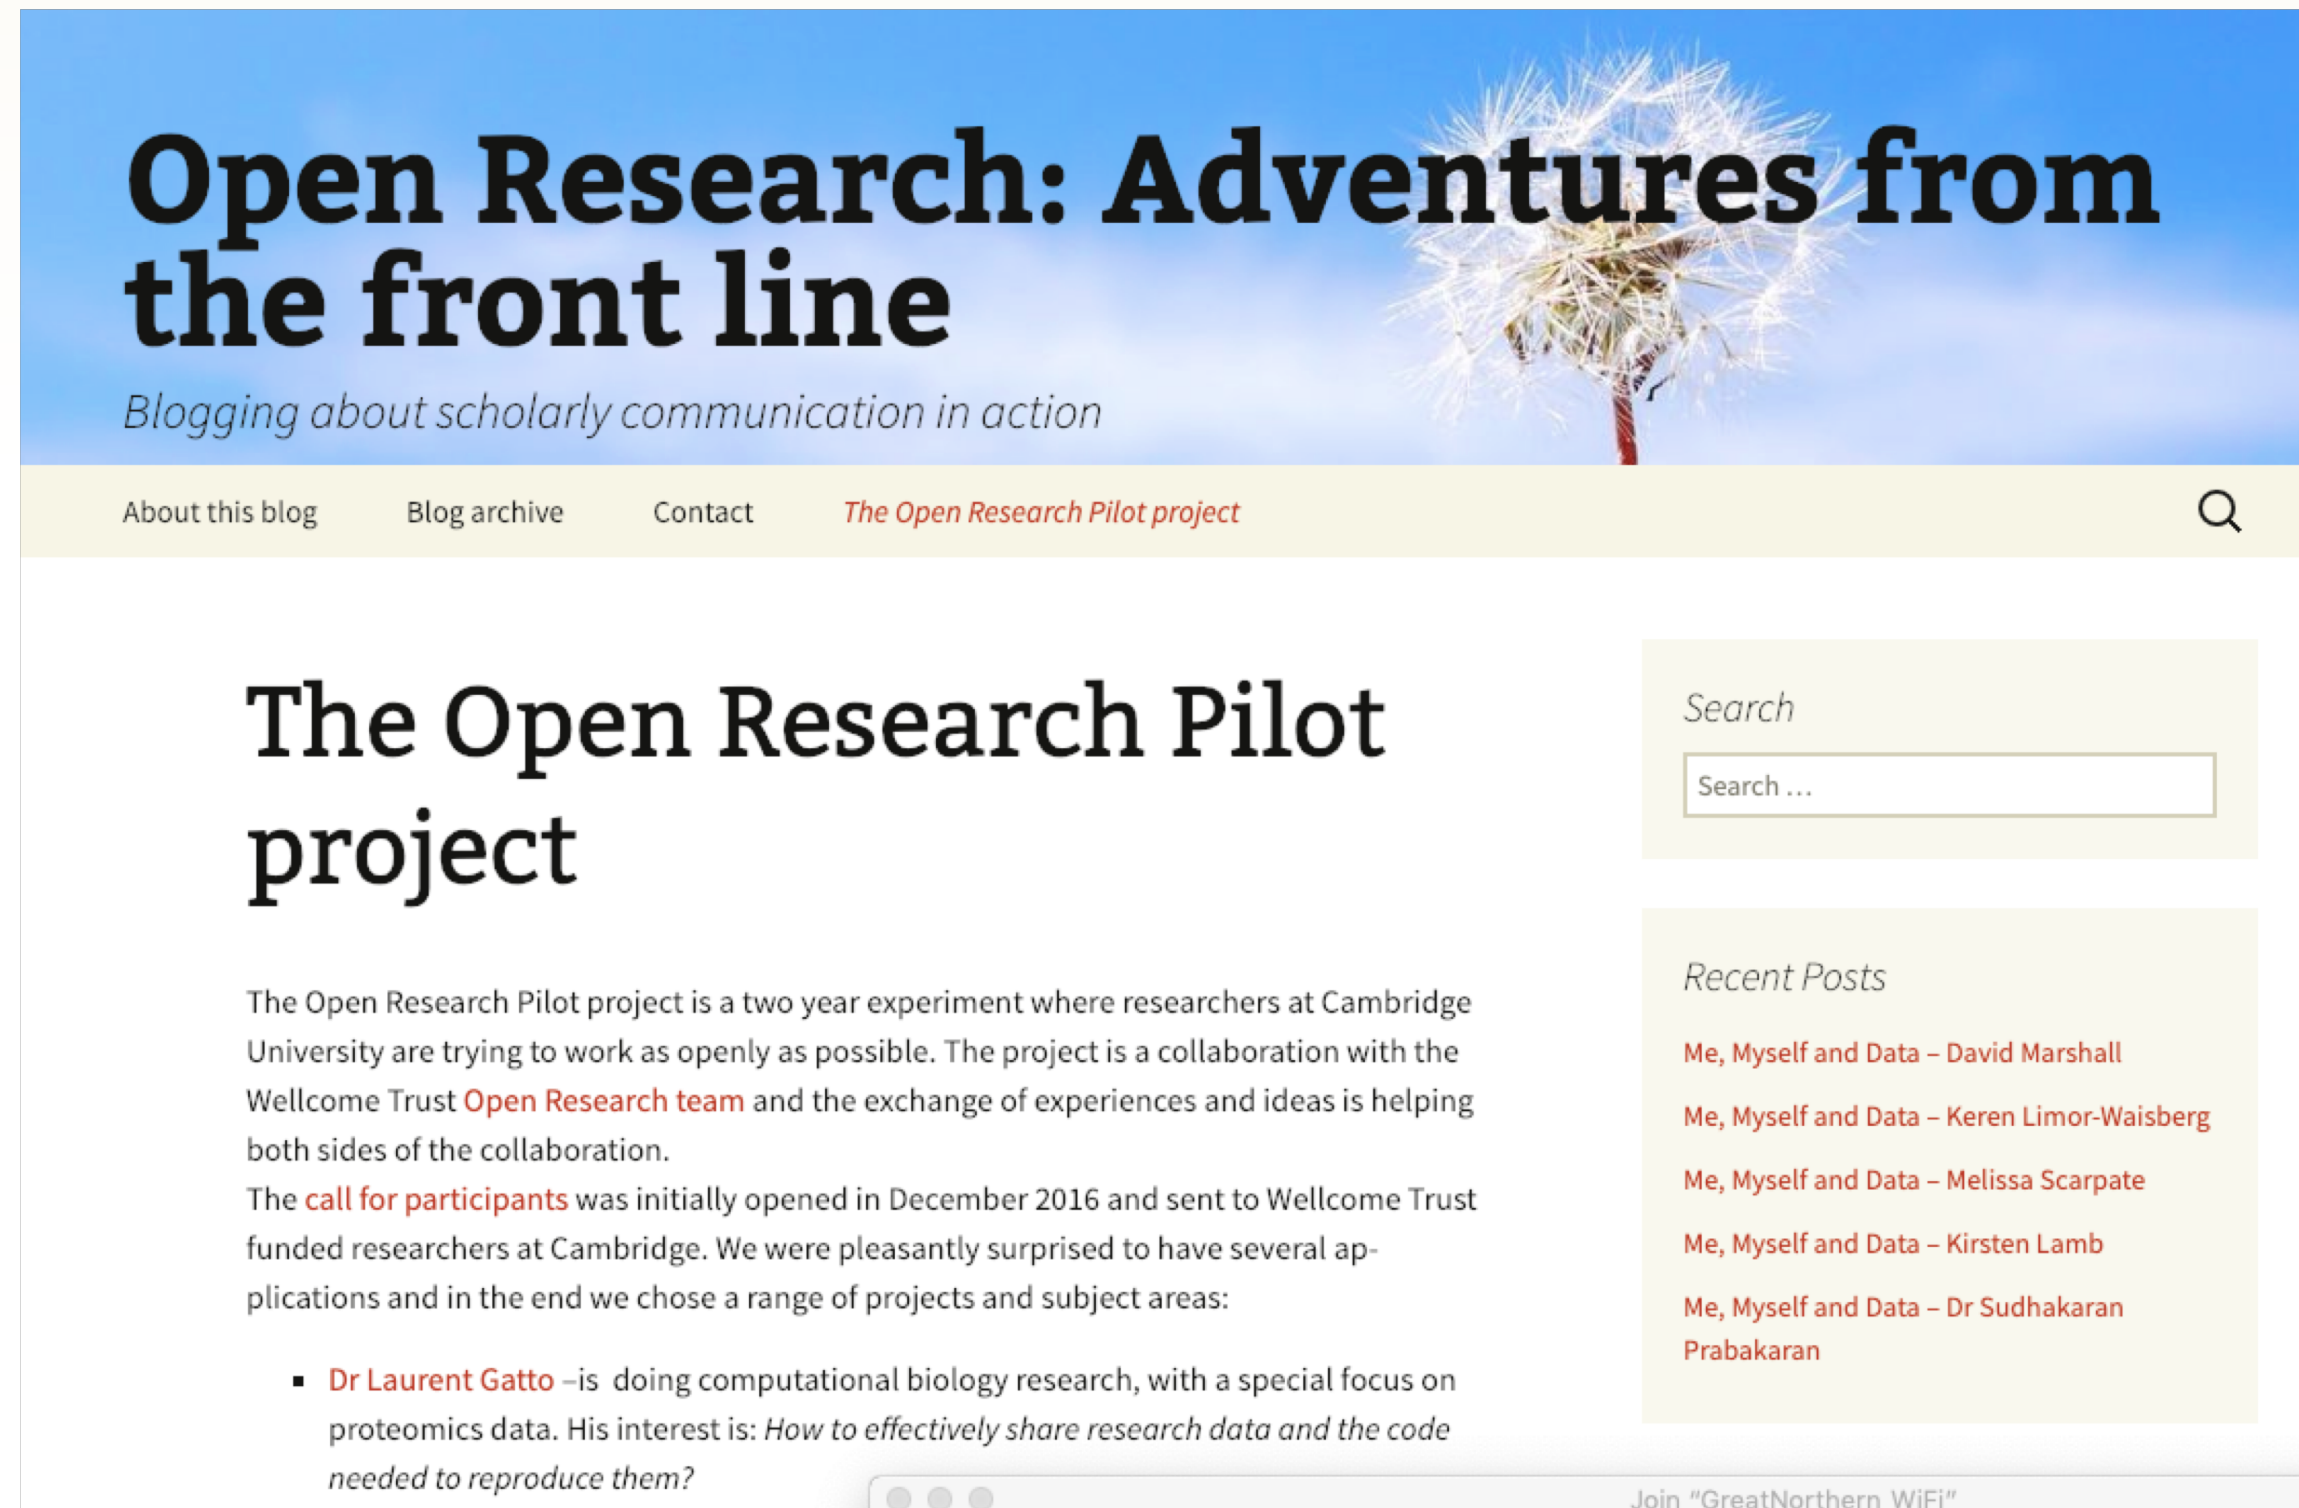 Open Research: Adventures from
the front line
Blogging about scholarly communication in action
About this blog
Blog archive
Contact
The Open Research Pilot project
The Open Research Pilot
project
The Open Research Pilot project is a two year experiment where researchers at Cambridge
University are trying to work as openly as possible. The project is a collaboration with the
Wellcome Trust Open Research team and the exchange of experiences and ideas is helping
both sides of the collaboration.
The call for participants was initially opened in December 2016 and sent to Wellcome Trust
funded researchers at Cambridge. We were pleasantly surprised to have several ap-
plications and in the end we chose a range of projects and subject areas:
▪ Dr Laurent Gatto –is doing computational biology research, with a special focus on
proteomics data. His interest is: How to effectively share research data and the code
needed to reproduce them?
Search
Search …
Recent Posts
Me, Myself and Data – David Marshall
Me, Myself and Data – Keren Limor-Waisberg
Me, Myself and Data – Melissa Scarpate
Me, Myself and Data – Kirsten Lamb
Me, Myself and Data – Dr Sudhakaran
Prabakaran
Join "GreatNorthern_WiFi"